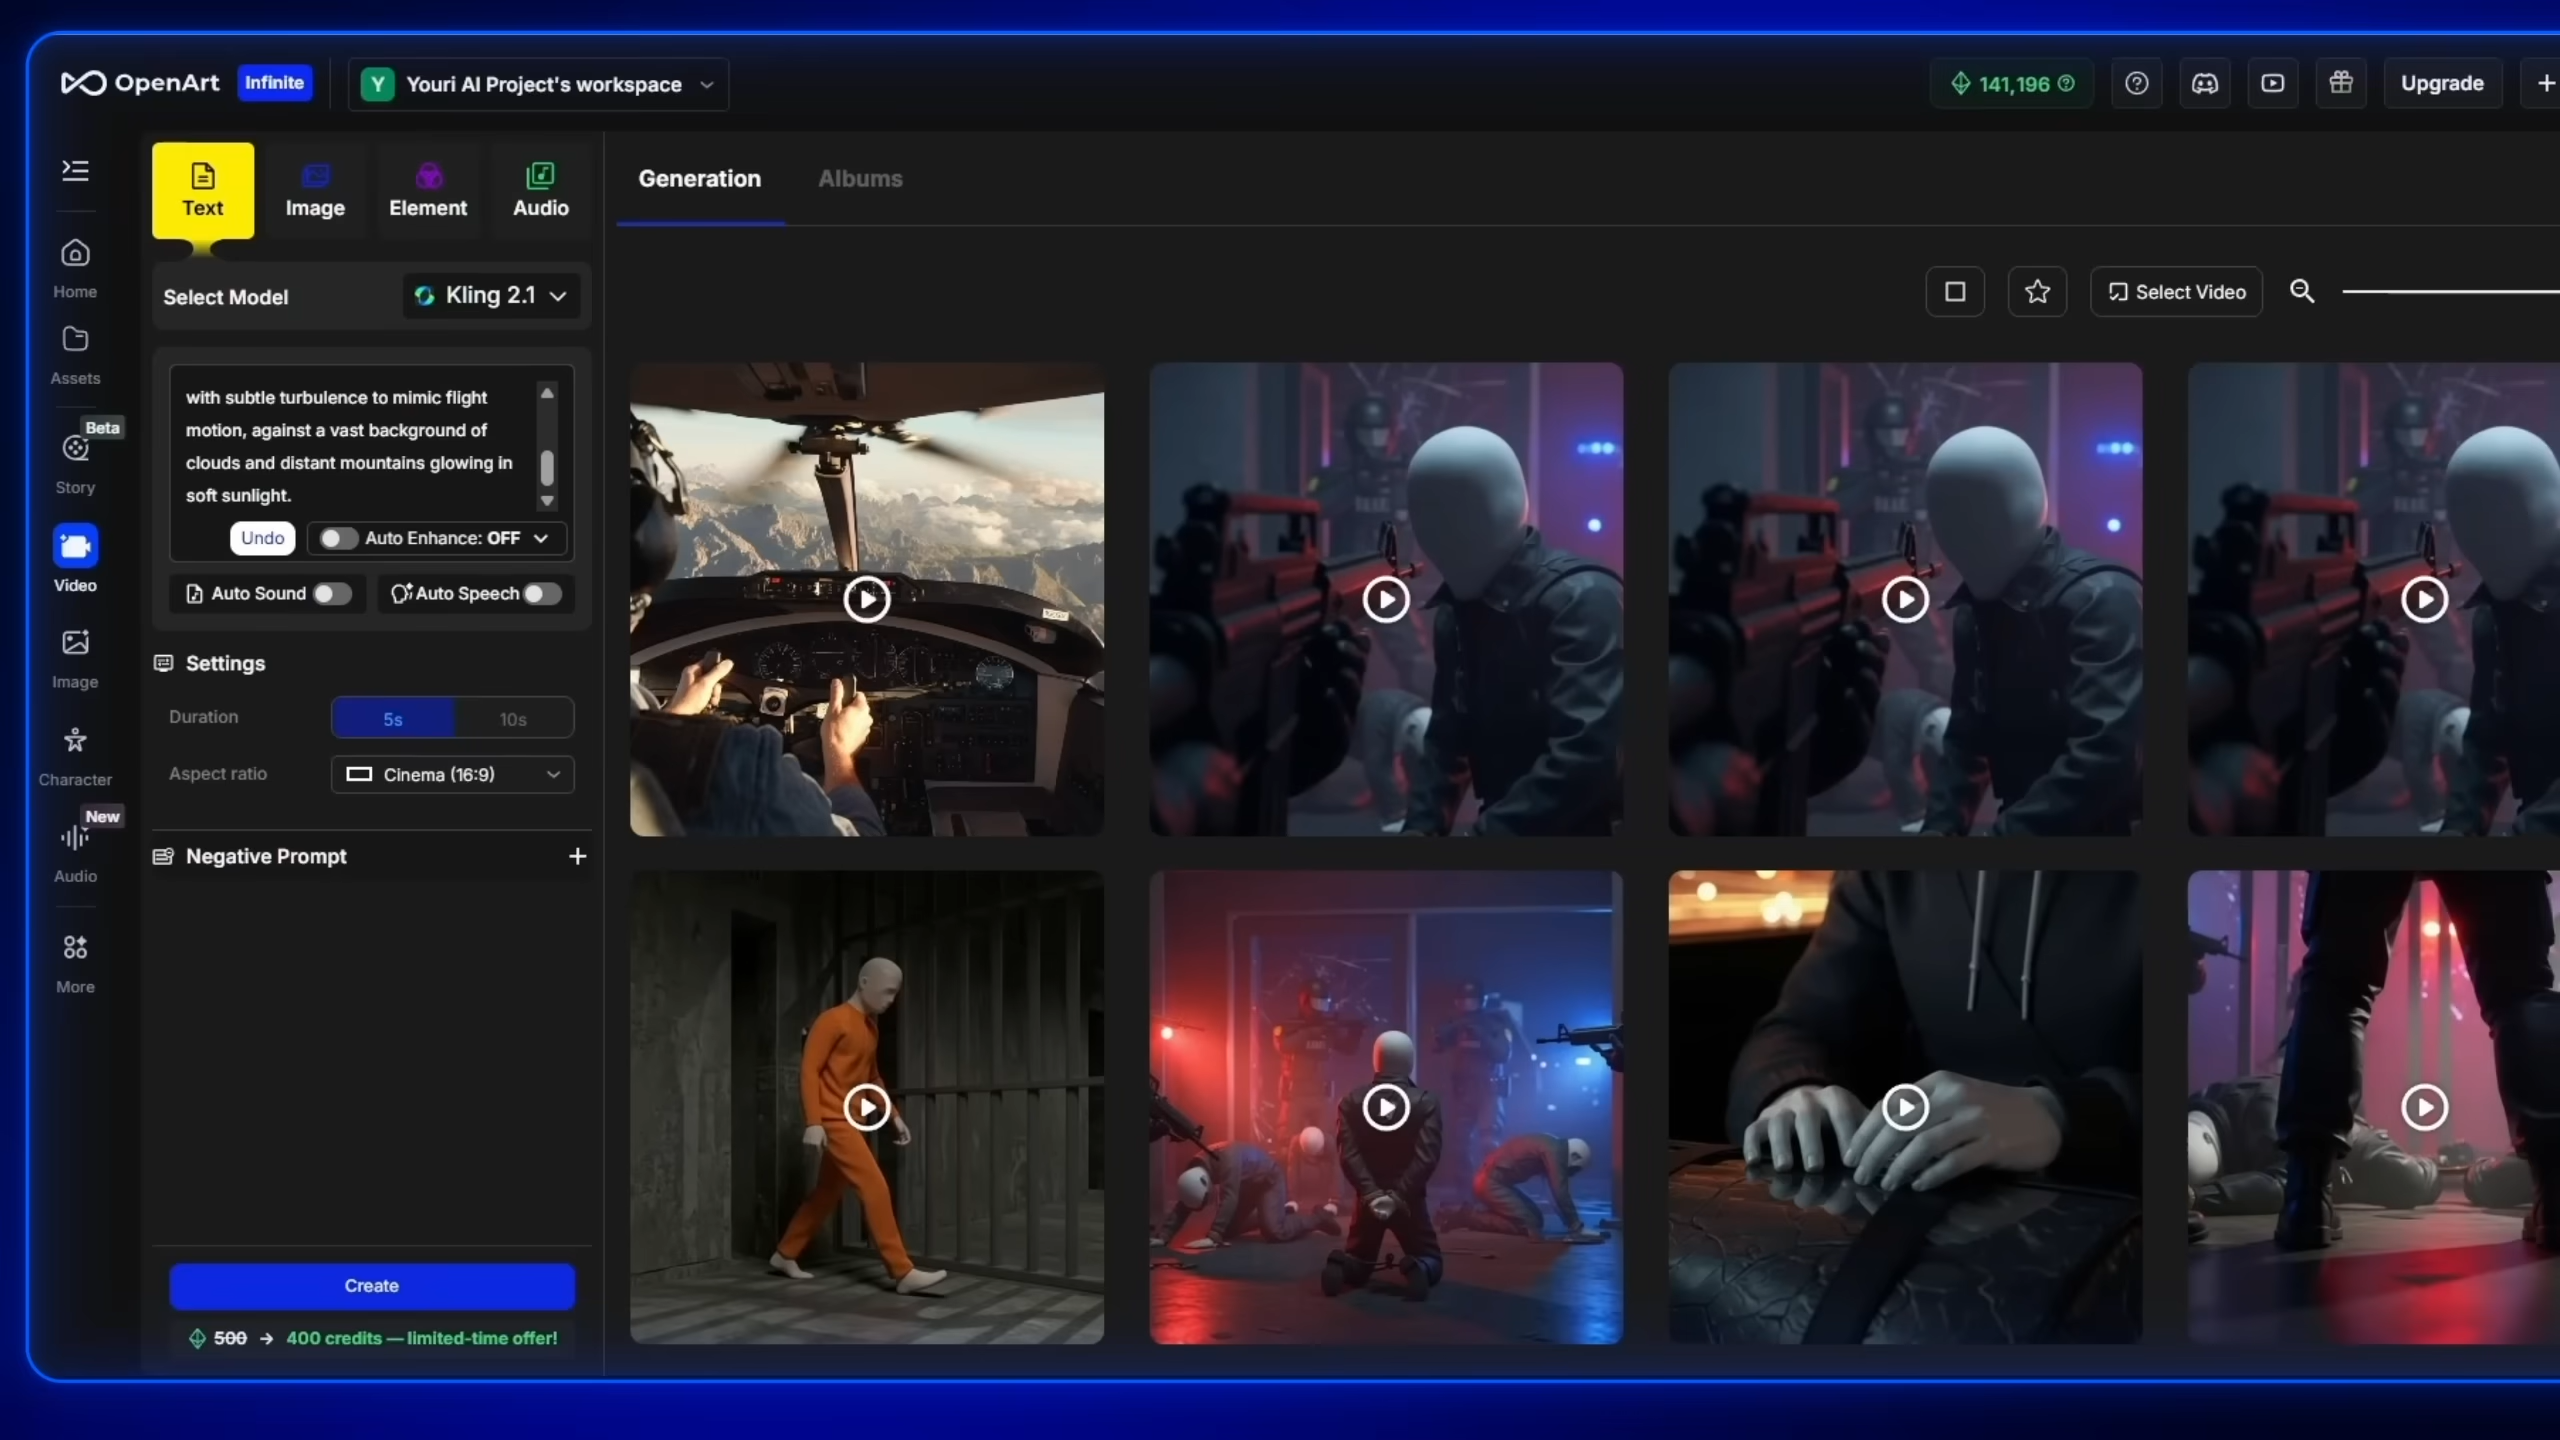 OpenArt Infinite Y Youri AI Project's workspace 141,196 Upgrade
Text Image Element Audio
Generation Albums
Select Model Kling 2.1
Select Video
Home
Assets
Beta
Story
Video
Image
Character
New
Audio
More
with subtle turbulence to mimic flight
motion, against a vast background of
clouds and distant mountains glowing in
soft sunlight.
Undo Auto Enhance: OFF
Auto Sound Auto Speech
Settings
Duration 5s 10s
Aspect ratio Cinema (16:9)
Negative Prompt
Create
500 → 400 credits — limited-time offer!